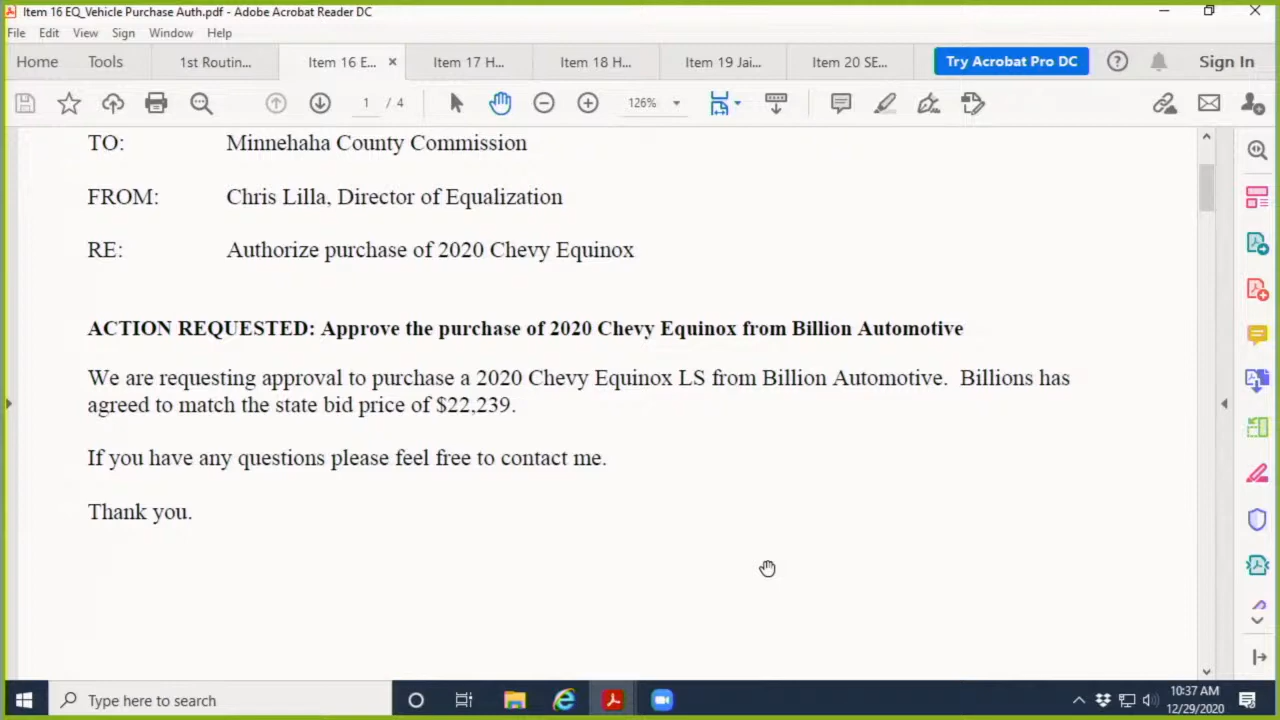 Item 16 EQ_Vehicle Purchase Auth.pdf - Adobe Acrobat Reader DC
File Edit View Sign Window Help
Home Tools 1st Routin... Item 16 E... × Item 17 H... Item 18 H... Item 19 Jai... Item 20 SE... Try Acrobat Pro DC Sign In
1 / 4 126%
TO: Minnehaha County Commission
FROM: Chris Lilla, Director of Equalization
RE: Authorize purchase of 2020 Chevy Equinox
ACTION REQUESTED: Approve the purchase of 2020 Chevy Equinox from Billion Automotive
We are requesting approval to purchase a 2020 Chevy Equinox LS from Billion Automotive. Billions has
agreed to match the state bid price of $22,239.
If you have any questions please feel free to contact me.
Thank you.
Type here to search
10:37 AM
12/29/2020